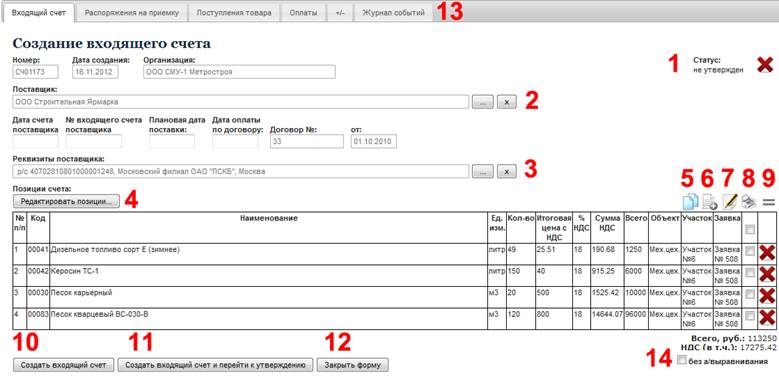 Входящий счет Распоряжения на приемку Поступления товара Оплаты +/- Журнал событий 13
Создание входящего счета
Номер: Дата создания: Организация:
СЧ01173 16.11.2012 ООО СМУ-1 Метростроя
1 Статус:
не утвержден
Поставщик:
ООО Строительная Ярмарка ... x 2
Дата счета поставщика № входящего счета поставщика Плановая дата поставки: Дата оплаты по договору: Договор №: от:
33 01.10.2010
Реквизиты поставщика:
р/с 40702810801000001248, Московский филиал ОАО "ПСКБ", Москва ... x 3
Позиции счета:
Редактировать позиции... 4 5 6 7 8 9
№ п/п Код Наименование Ед. изм. Кол-во Итоговая цена с НДС % НДС Сумма НДС Всего Объект Участок Заявка
1 00041 Дизельное топливо сорт Е (зимнее) литр 49 25.51 18 190.68 1250 Мех.цех. Участок №6 Заявка № 508
2 00042 Керосин ТС-1 литр 150 40 18 915.25 6000 Мех.цех. Участок №6 Заявка № 508
3 00030 Песок карьерный м3 20 500 18 1525.42 10000 Мех.цех. Участок №6 Заявка № 508
4 00083 Песок кварцевый ВС-030-В м3 120 800 18 14644.07 96000 Мех.цех. Участок №6 Заявка № 508
Всего, руб.: 113250
НДС (в т.ч.): 17275.42
14 без а/выравнивания
10 11 12
Создать входящий счет Создать входящий счет и перейти к утверждению Закрыть форму